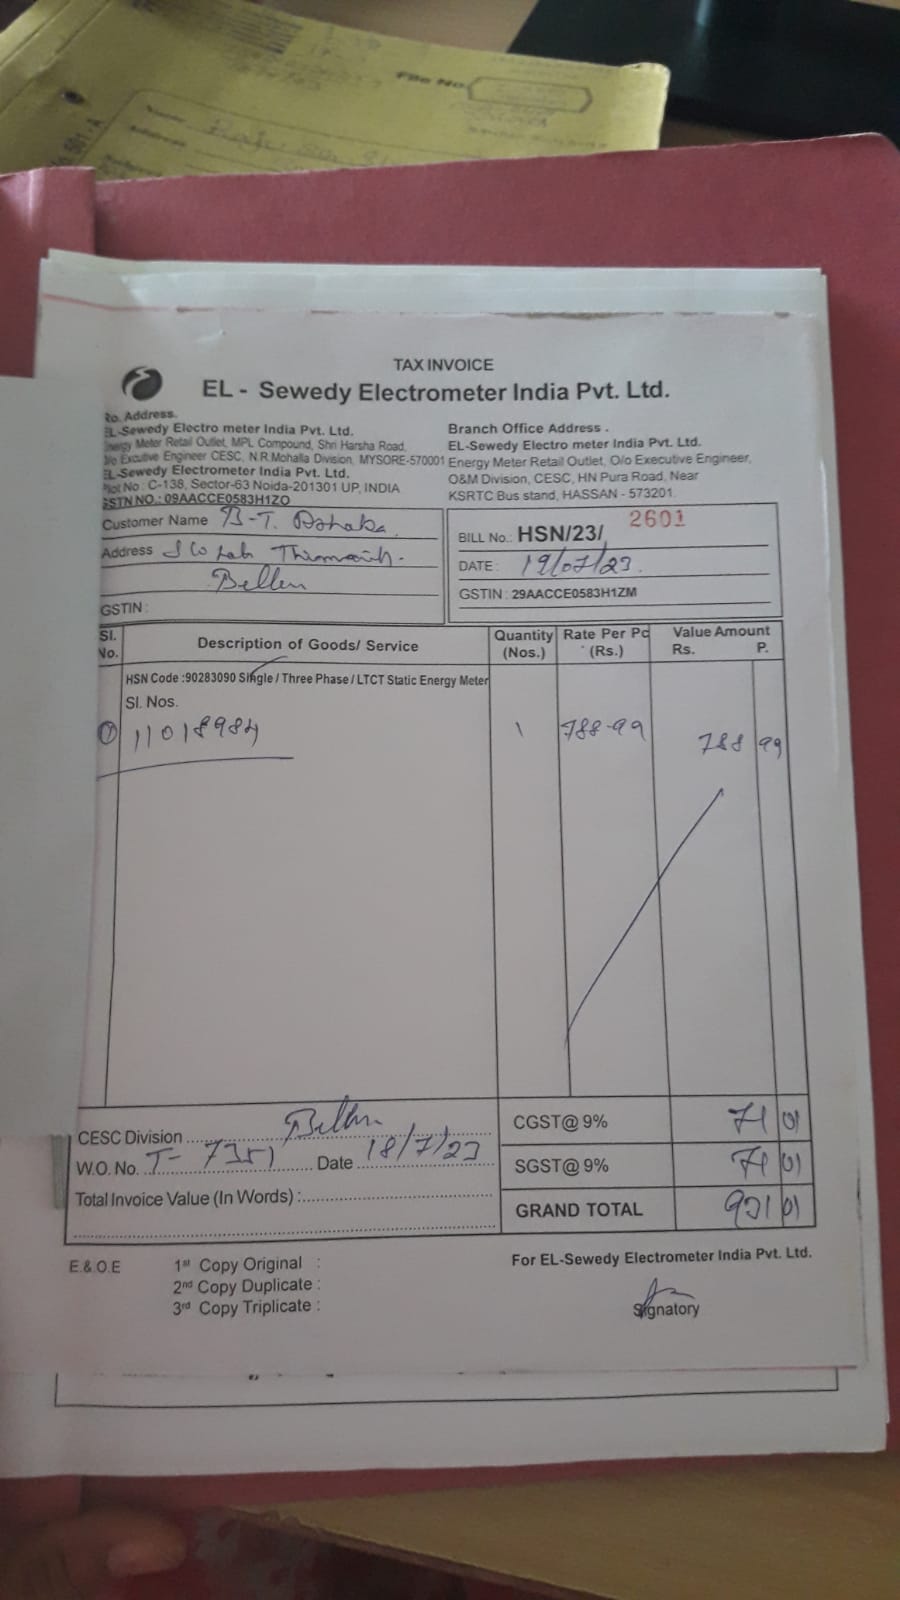 File No.
TAX INVOICE
EL - Sewedy Electrometer India Pvt. Ltd.
Ro. Address.
EL-Sewedy Electro meter India Pvt. Ltd.
Energy Meter Retail Outlet, MPL Compound, Shri Harsha Road,
O/o Excutive Engineer CESC, N.R.Mohalla Division, MYSORE-570001
EL-Sewedy Electrometer India Pvt. Ltd.
Plot No : C-138, Sector-63 Noida-201301 UP, INDIA
GSTN NO.: 09AACCE0583H1ZO
Branch Office Address .
EL-Sewedy Electro meter India Pvt. Ltd.
Energy Meter Retail Outlet, O/o Executive Engineer,
O&M Division, CESC, HN Pura Road, Near
KSRTC Bus stand, HASSAN - 573201.
Customer Name B-T.
Address
GSTIN :
BILL No.: HSN/23/ 2601
DATE : 19/07/23.
GSTIN : 29AACCE0583H1ZM
Sl. No. Description of Goods/ Service Quantity (Nos.) Rate Per Pc (Rs.) Value Amount Rs. P.
HSN Code :90283090 Single / Three Phase / LTCT Static Energy Meter
Sl. Nos.
① 11018984 1 788-99 788 99
CESC Division
W.O. No. T- 7351 Date 18/7/23
Total Invoice Value (In Words) :
CGST@ 9% 71 01
SGST@ 9% 71 01
GRAND TOTAL 931 01
E.& O.E
1st Copy Original :
2nd Copy Duplicate :
3rd Copy Triplicate :
For EL-Sewedy Electrometer India Pvt. Ltd.
Signatory